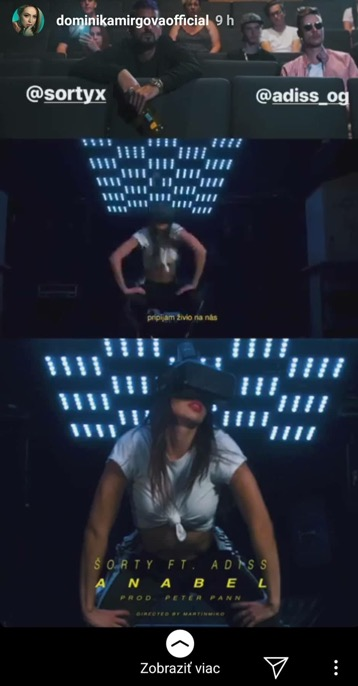 dominikamirgovaofficial 9 h
@sortyx @adiss_og
pripíjam živio na nás
ŠORTY FT. ADISS
ANABEL
PROD. PETER PANN
DIRECTED BY MARTINMIKO
Zobraziť viac